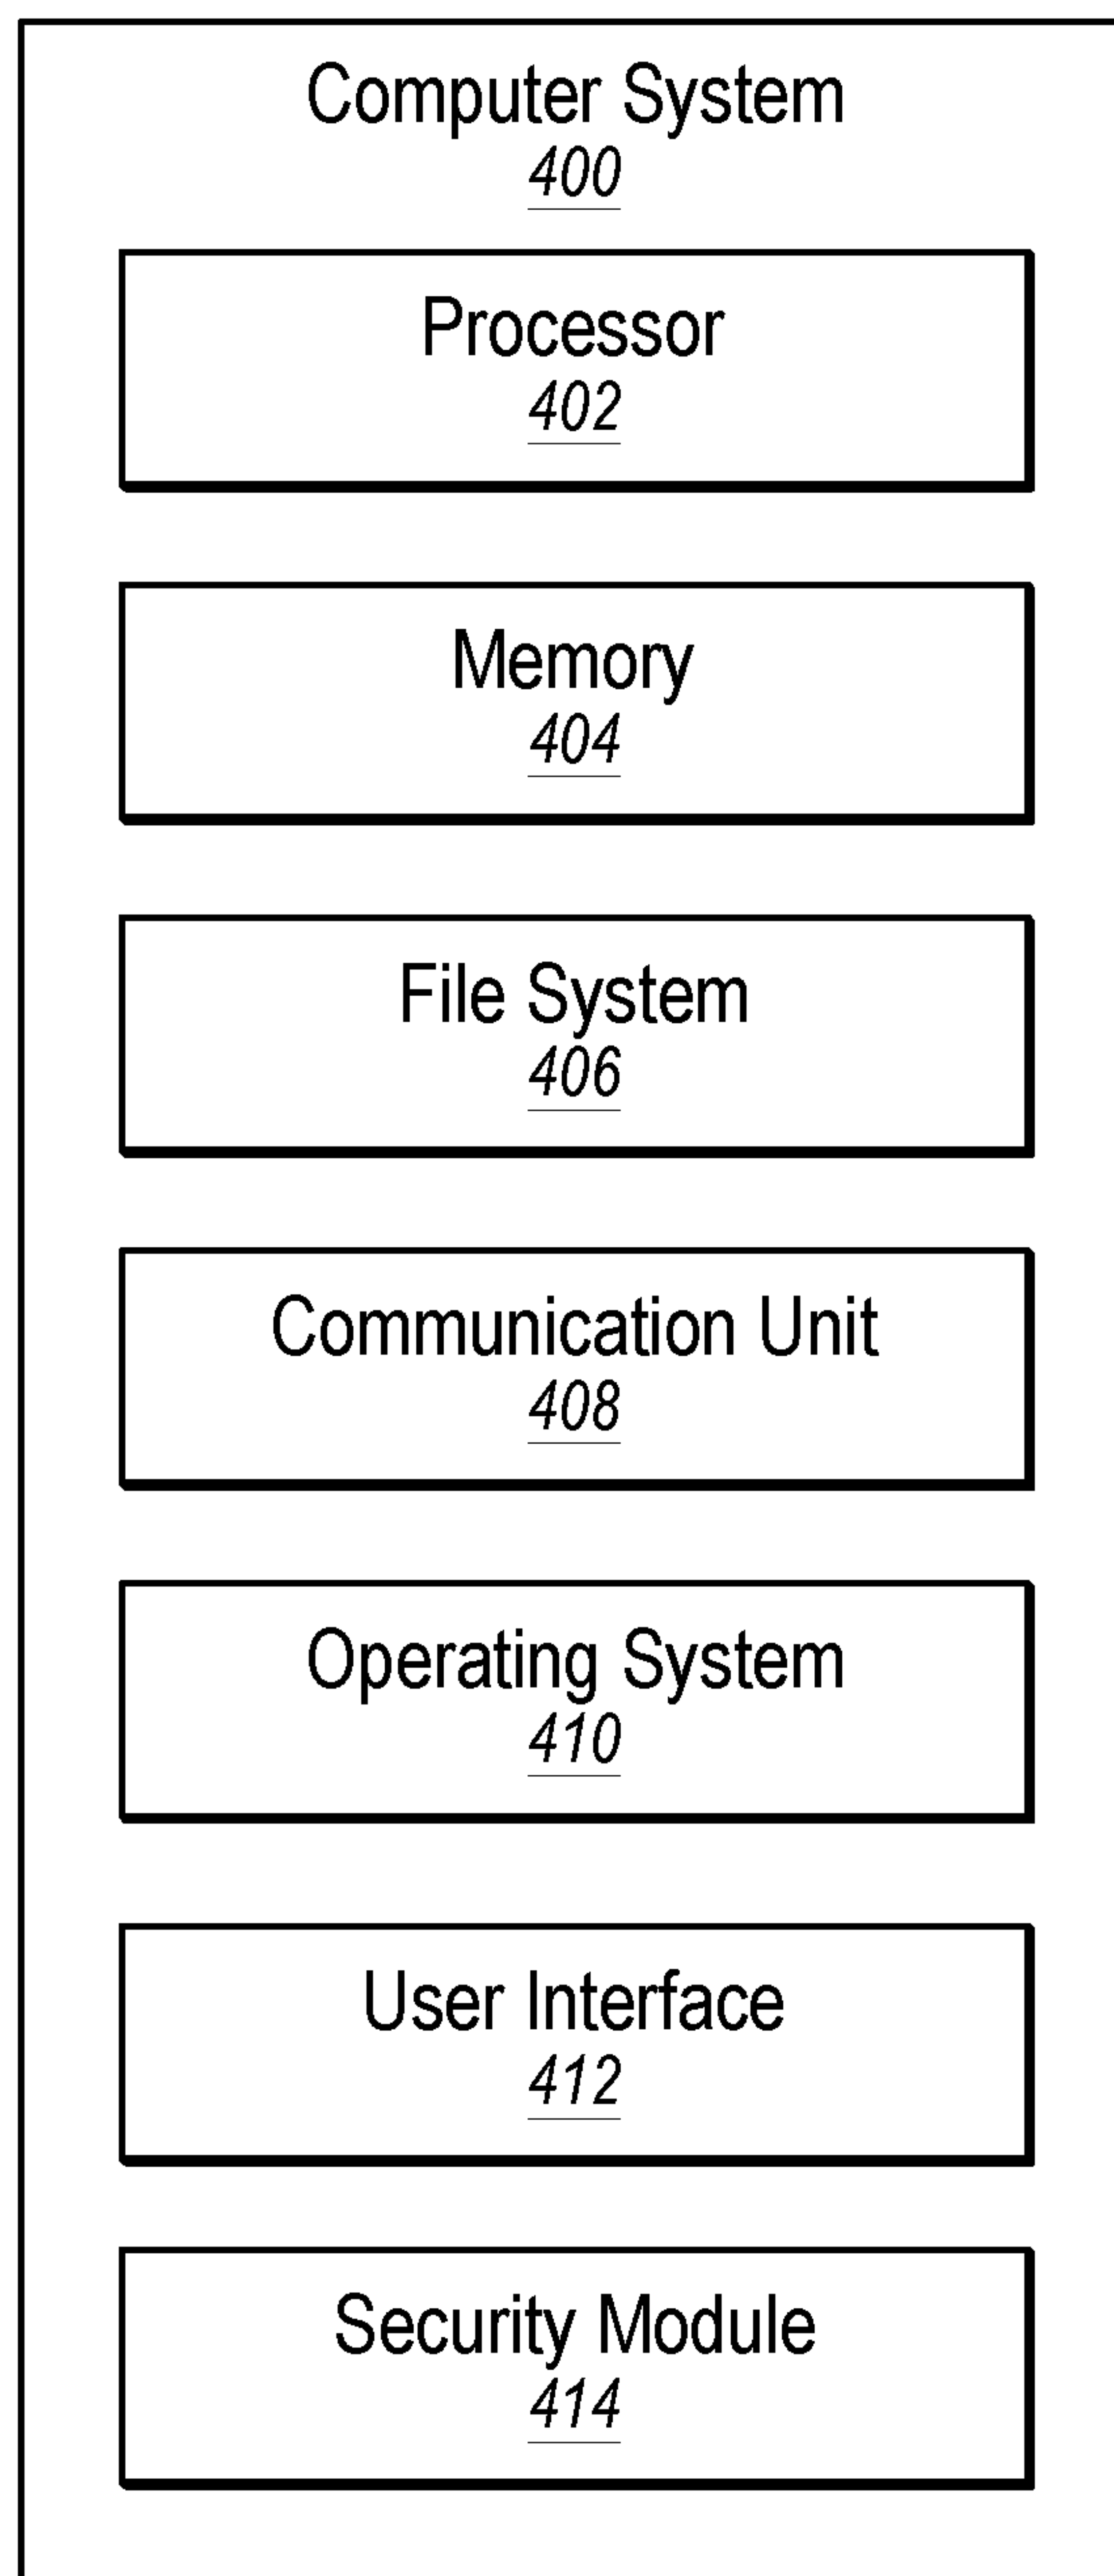 Computer System
400
Processor
402
Memory
404
File System
406
Communication Unit
408
Operating System
410
User Interface
412
Security Module
414